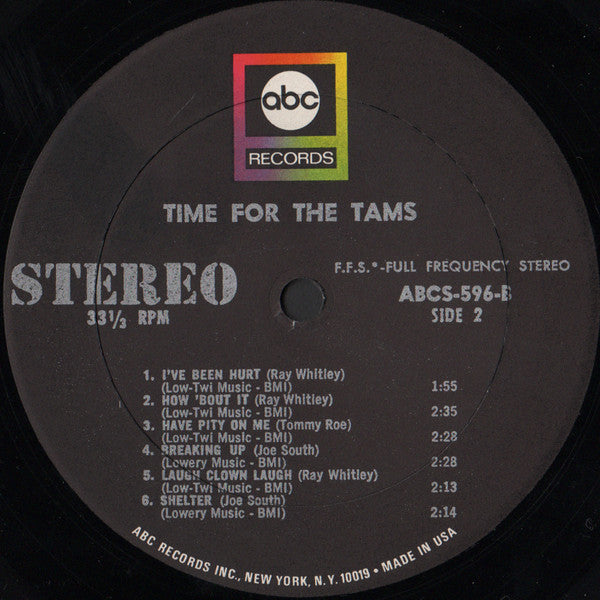 abc
RECORDS
TIME FOR THE TAMS
STEREO
33⅓ RPM
F.F.S.*-FULL FREQUENCY STEREO
ABCS-596-B
SIDE 2
1. I'VE BEEN HURT (Ray Whitley)
(Low-Twi Music - BMI) 1:55
2. HOW 'BOUT IT (Ray Whitley)
(Low-Twi Music - BMI) 2:35
3. HAVE PITY ON ME (Tommy Roe)
(Low-Twi Music - BMI) 2:28
4. BREAKING UP (Joe South)
(Lowery Music - BMI) 2:28
5. LAUGH CLOWN LAUGH (Ray Whitley)
(Low-Twi Music - BMI) 2:13
6. SHELTER (Joe South)
(Lowery Music - BMI) 2:14
ABC RECORDS INC., NEW YORK, N.Y. 10019 • MADE IN USA